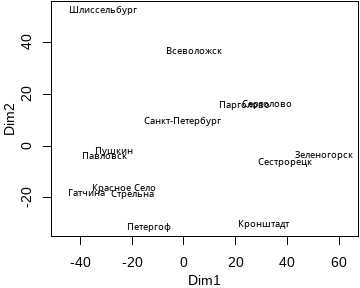 Шлиссельбург
Всеволожск
Парголово
Сертолово
Санкт-Петербург
Пушкин
Павловск
Зеленогорск
Сестрорецк
Красное Село
Гатчина
Стрельна
Петергоф
Кронштадт
40
20
0
-20
Dim2
-40
-20
0
20
40
60
Dim1